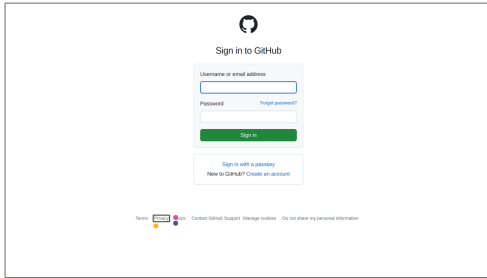 Sign in to GitHub
Username or email address
Password Forgot password?
Sign in
Sign in with a passkey
New to GitHub? Create an account
Terms Privacy Docs Contact GitHub Support Manage cookies Do not share my personal information